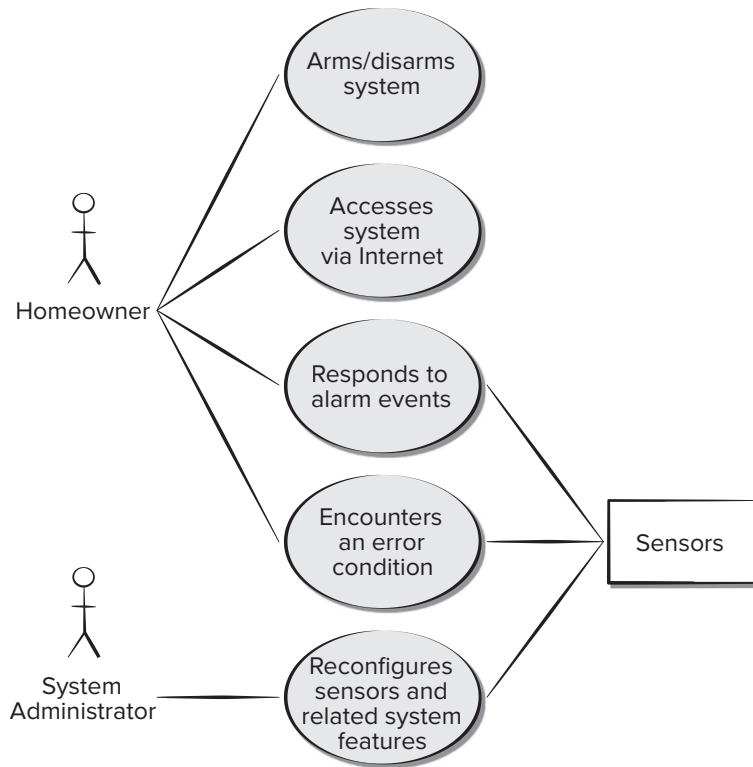 Arms/disarms
system
Accesses
system
via Internet
Homeowner
Responds to
alarm events
Encounters
an error
condition
Sensors
System
Administrator
Reconfigures
sensors and
related system
features